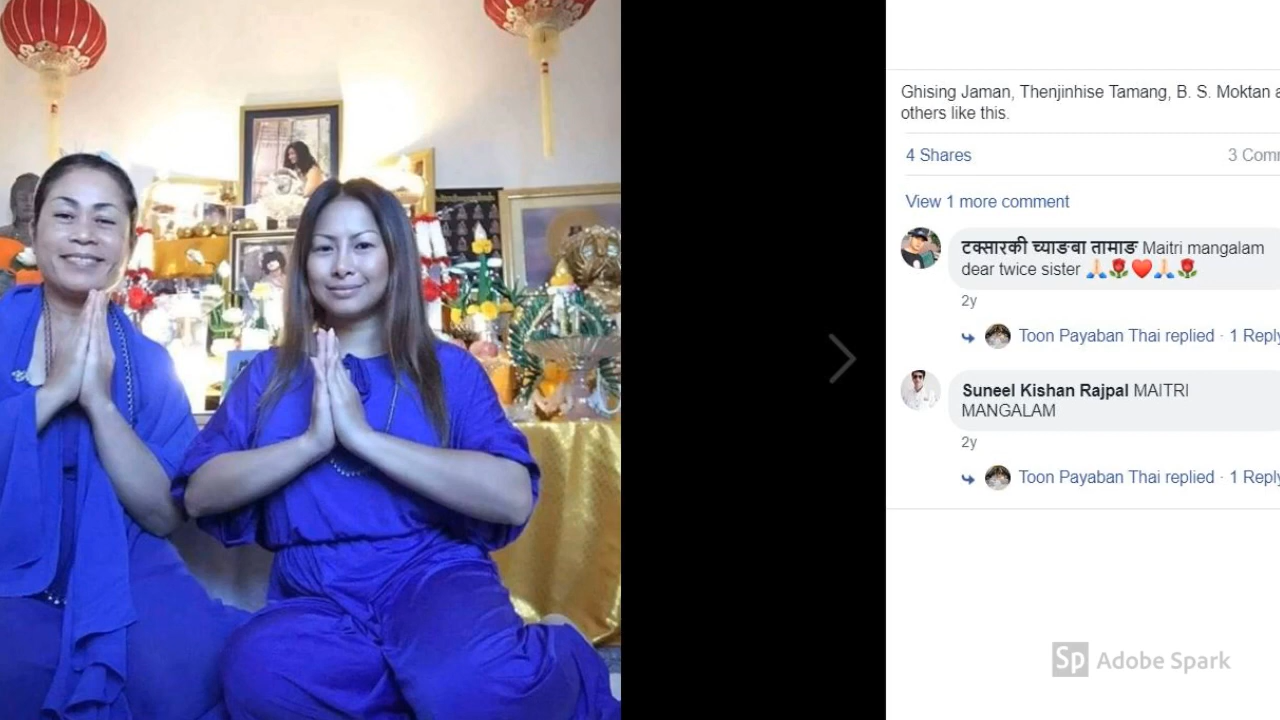 Ghising Jaman, Thenjinhise Tamang, B. S. Moktan
others like this.
4 Shares
3
View 1 more comment
टक्सारकी च्याङबा तामाङ Maitri mangalam
dear twice sister 🙏🏻🌹❤️🙏🏻🌹
2y
Toon Payaban Thai replied · 1 Reply
Suneel Kishan Rajpal MAITRI
MANGALAM
2y
Toon Payaban Thai replied · 1 Reply
Sp Adobe Spark